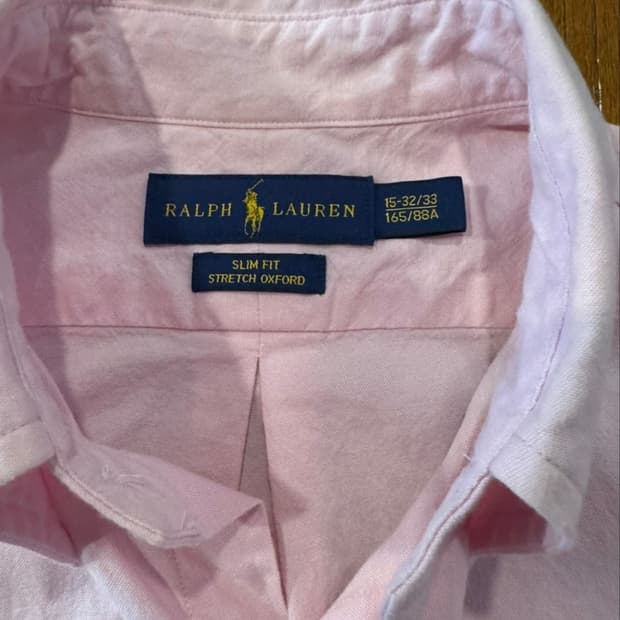 RALPH LAUREN
15-32/33
165/88A
SLIM FIT
STRETCH OXFORD